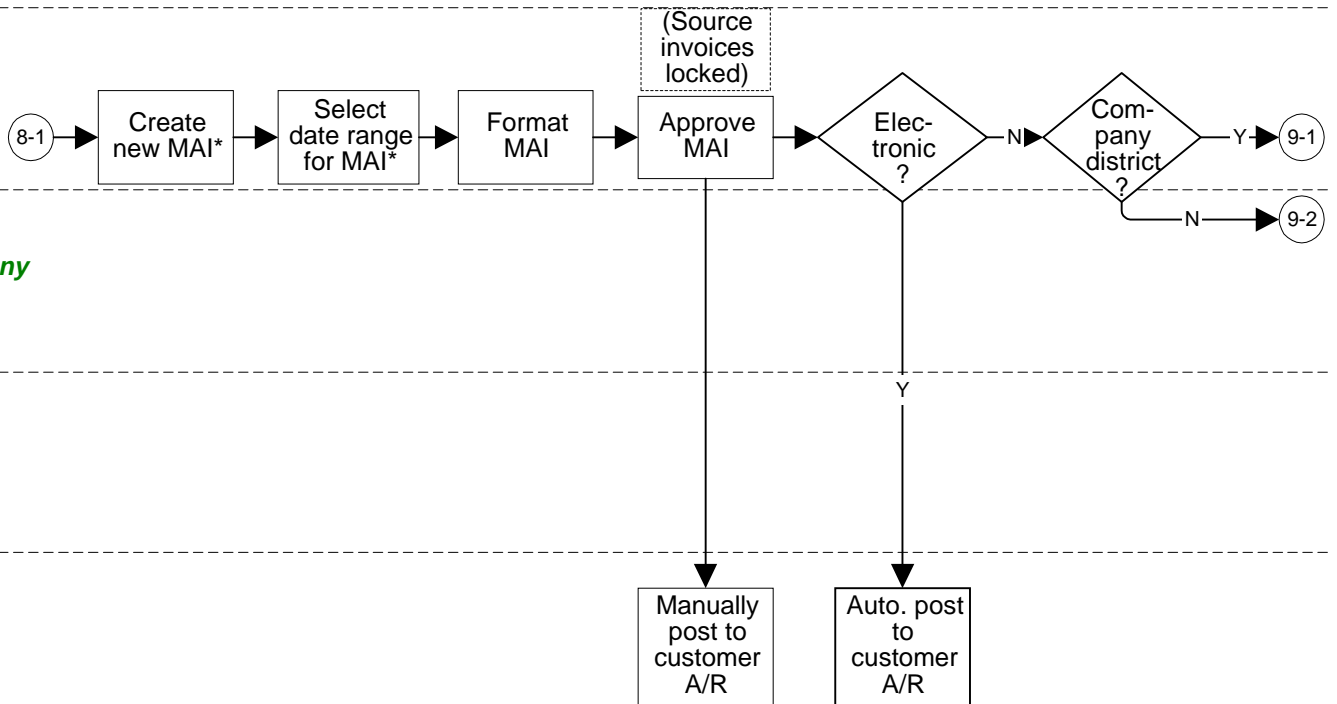 (Source
invoices
locked)
8-1
Create
new MAI*
Select
date range
for MAI*
Format
MAI
Approve
MAI
Elec-
tronic
?
N
Com-
pany
district
?
Y
9-1
N
9-2
ny
Y
Manually
post to
customer
A/R
Auto. post
to
customer
A/R